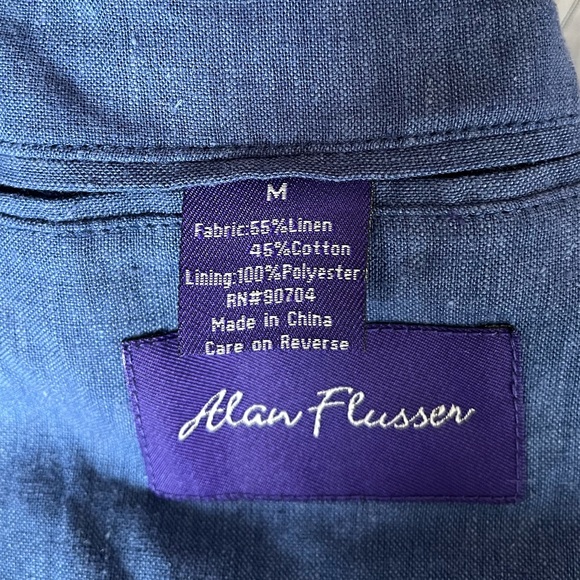 M
Fabric:55%Linen
45%Cotton
Lining:100%Polyester
RN#90704
Made in China
Care on Reverse
Alan Flusser